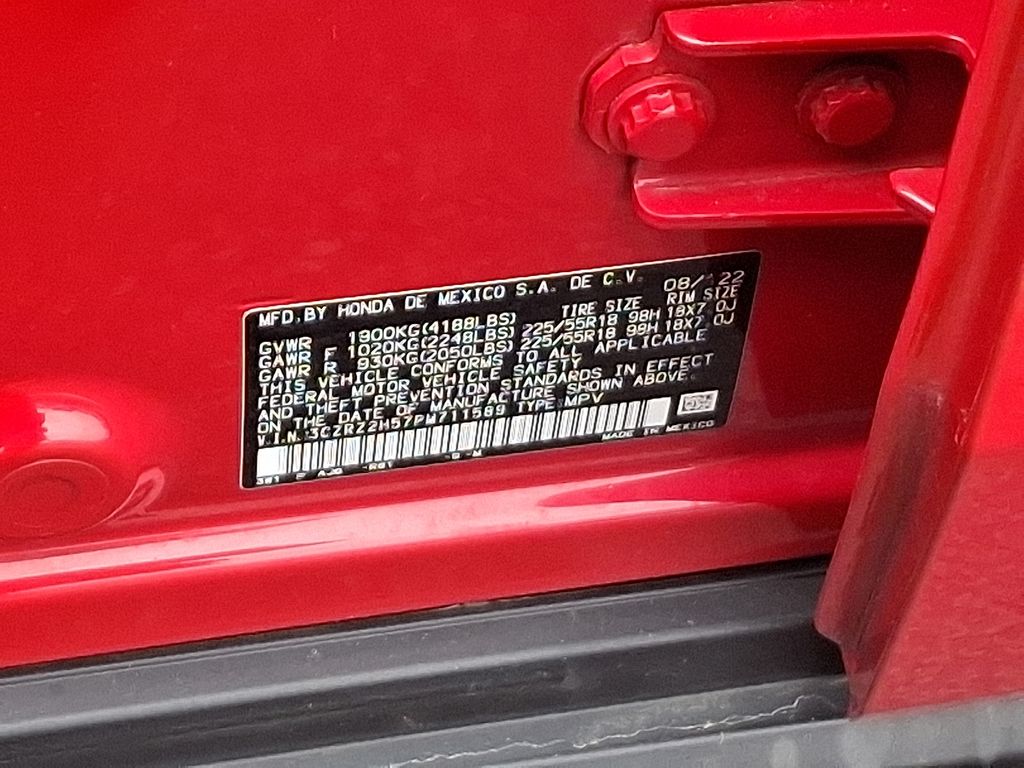 MFD. BY HONDA DE MEXICO S.A. DE C.V. 08/22
TIRE SIZE RIM SIZE
GVWR 1900KG(4188LBS)
GAWR F 1020KG(2248LBS) 225/55R18 98H 18X7 0J
GAWR R 930KG(2050LBS) 225/55R18 98H 18X7 0J
THIS VEHICLE CONFORMS TO ALL APPLICABLE
FEDERAL MOTOR VEHICLE SAFETY
AND THEFT PREVENTION STANDARDS IN EFFECT
ON THE DATE OF MANUFACTURE SHOWN ABOVE.
V.I.N. 3CZRZ2H57PM711589 TYPE MPV
MADE IN MEXICO